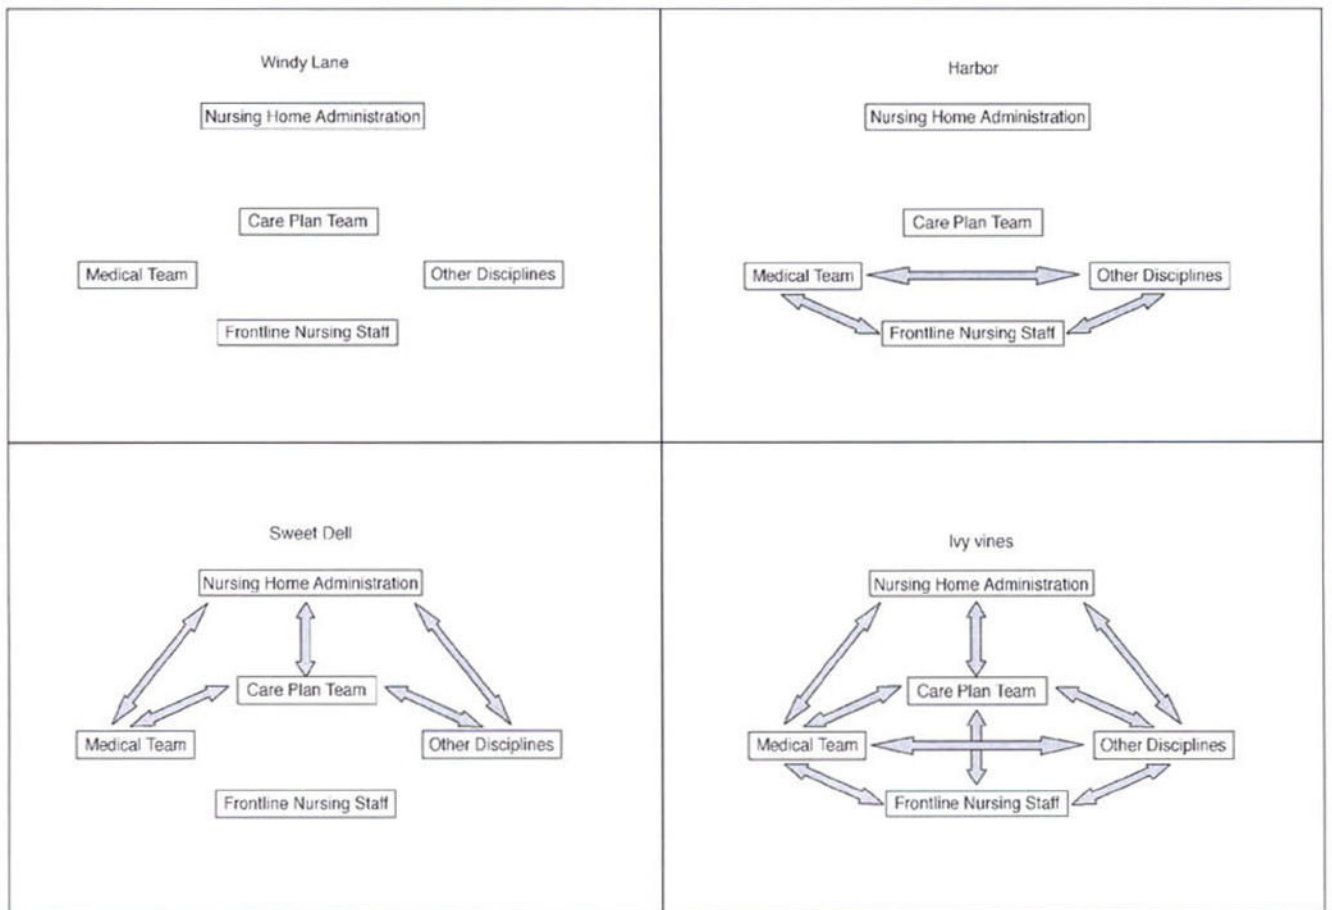 Windy Lane
Nursing Home Administration
Care Plan Team
Medical Team
Other Disciplines
Frontline Nursing Staff
Harbor
Nursing Home Administration
Care Plan Team
Medical Team
Other Disciplines
Frontline Nursing Staff
Sweet Dell
Nursing Home Administration
Care Plan Team
Medical Team
Other Disciplines
Frontline Nursing Staff
Ivy vines
Nursing Home Administration
Care Plan Team
Medical Team
Other Disciplines
Frontline Nursing Staff